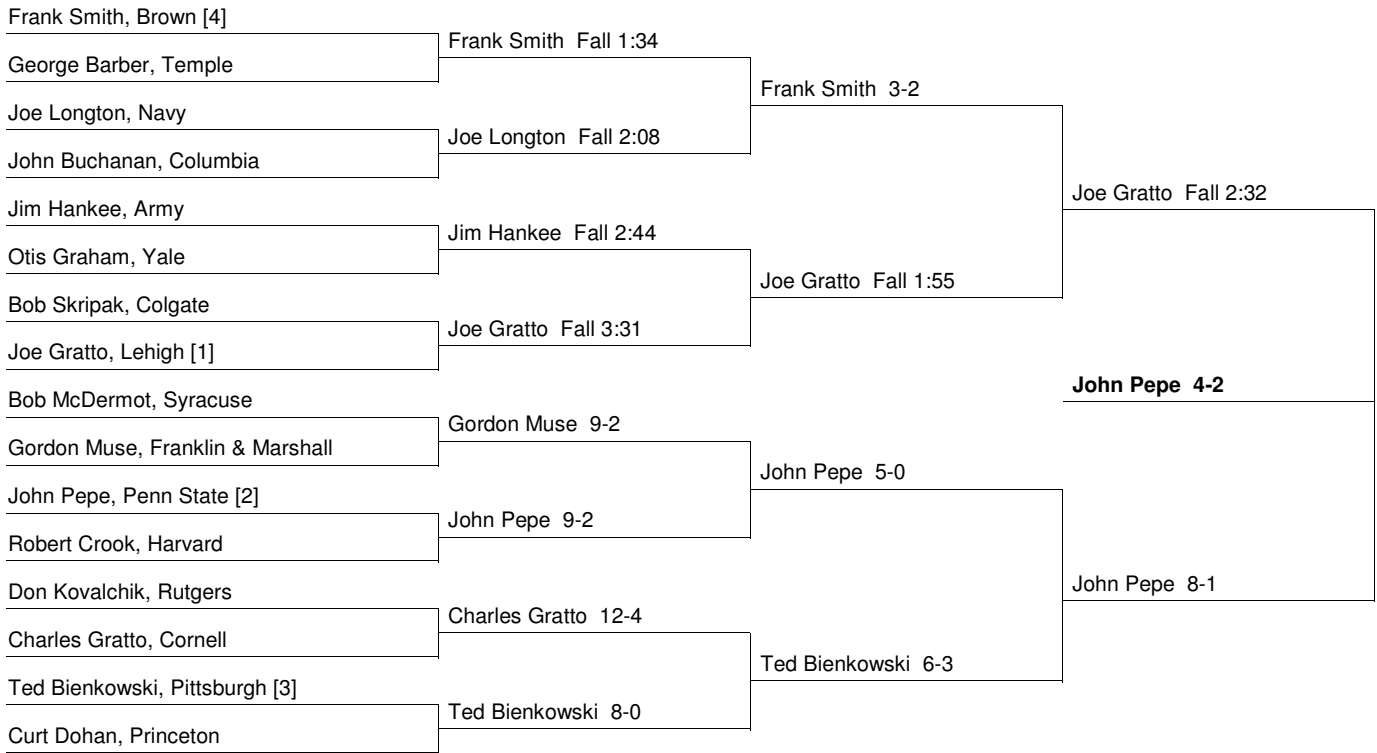 Frank Smith, Brown [4]
George Barber, Temple
Joe Longton, Navy
John Buchanan, Columbia
Jim Hankee, Army
Otis Graham, Yale
Bob Skripak, Colgate
Joe Gratto, Lehigh [1]
Bob McDermot, Syracuse
Gordon Muse, Franklin & Marshall
John Pepe, Penn State [2]
Robert Crook, Harvard
Don Kovalchik, Rutgers
Charles Gratto, Cornell
Ted Bienkowski, Pittsburgh [3]
Curt Dohan, Princeton
Frank Smith Fall 1:34
Joe Longton Fall 2:08
Jim Hankee Fall 2:44
Joe Gratto Fall 3:31
Gordon Muse 9-2
John Pepe 9-2
Charles Gratto 12-4
Ted Bienkowski 8-0
Frank Smith 3-2
Joe Gratto Fall 1:55
John Pepe 5-0
Ted Bienkowski 6-3
Joe Gratto Fall 2:32
John Pepe 8-1
John Pepe 4-2